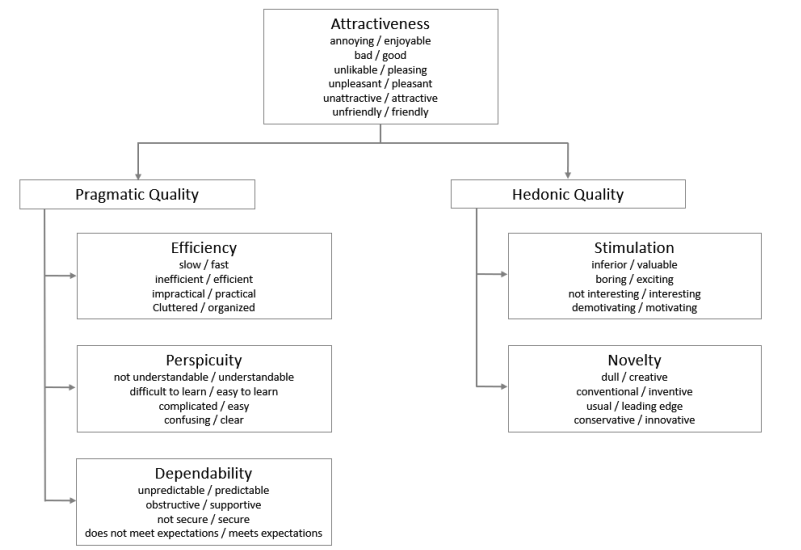 Attractiveness
annoying / enjoyable
bad / good
unlikable / pleasing
unpleasant / pleasant
unattractive / attractive
unfriendly / friendly
Pragmatic Quality
Efficiency
slow / fast
inefficient / efficient
impractical / practical
Cluttered / organized
Perspicuity
not understandable / understandable
difficult to learn / easy to learn
complicated / easy
confusing / clear
Dependability
unpredictable / predictable
obstructive / supportive
not secure / secure
does not meet expectations / meets expectations
Hedonic Quality
Stimulation
inferior / valuable
boring / exciting
not interesting / interesting
demotivating / motivating
Novelty
dull / creative
conventional / inventive
usual / leading edge
conservative / innovative